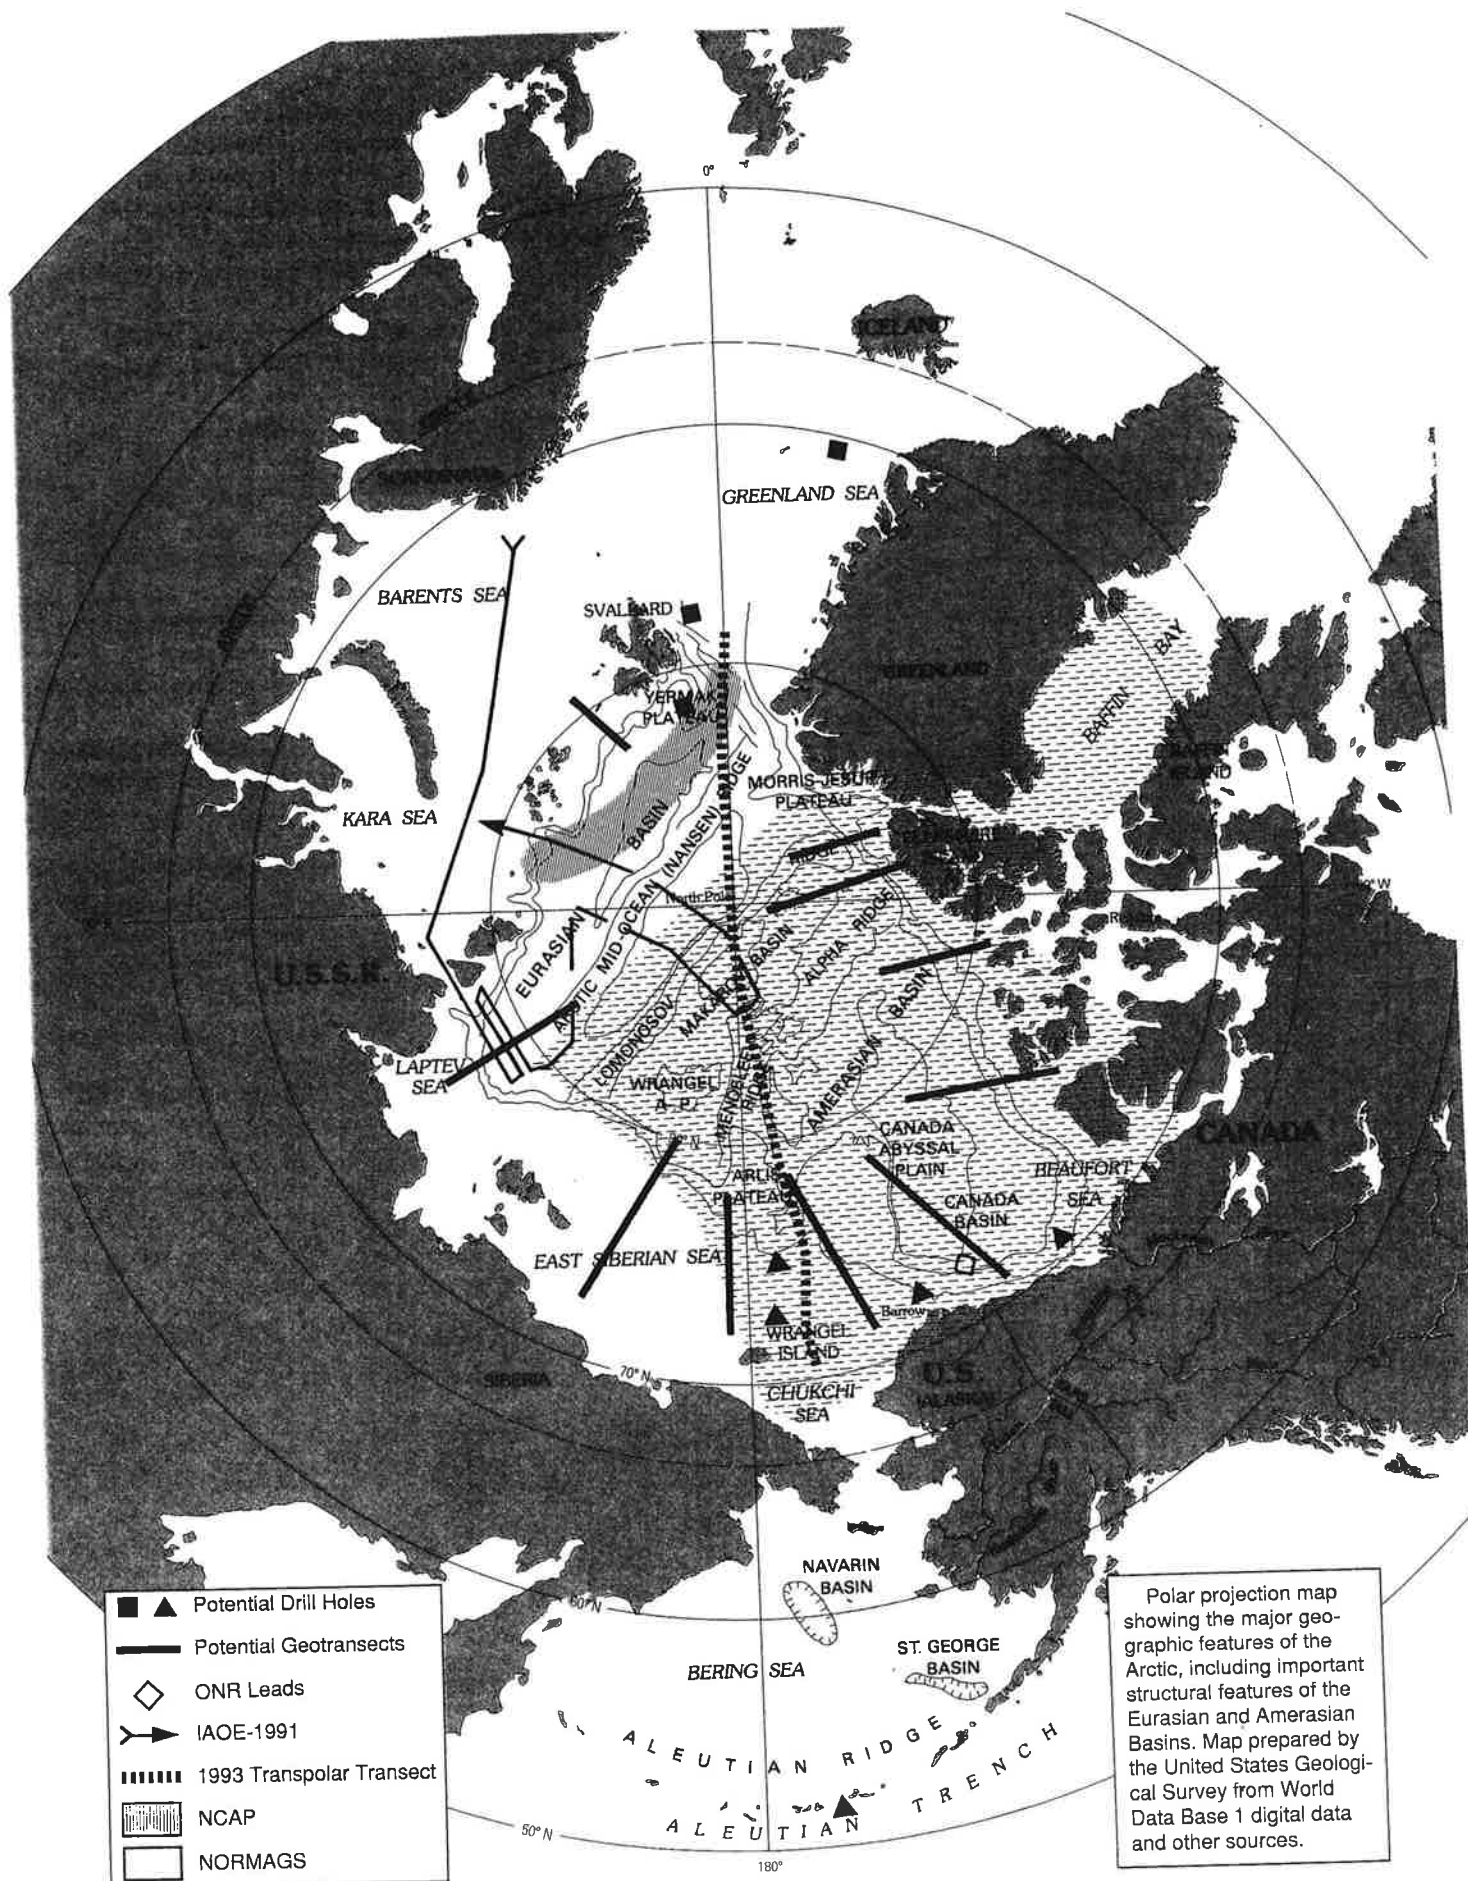 0°
ICELAND
GREENLAND SEA
SCANDINAVIA
BARENTS SEA
SVALBARD
BAY
BAFFIN
GREENLAND
YERMAK
PLATEAU
MORRIS-JESUP
PLATEAU
KARA SEA
BASIN
EURASIAN
ARCTIC MID-OCEAN (NANSEN) RIDGE
RIDGE
North Pole
U.S.S.R.
LOMONOSOV
MAKAROV BASIN
ALPHA RIDGE
AMERASIAN BASIN
LAPTEV
SEA
WRANGEL
A.P.
MENDELEEV
RIDGE
CANADA
ABYSSAL
PLAIN
CANADA
BEAUFORT
SEA
ARLIS
PLATEAU
CANADA
BASIN
EAST SIBERIAN SEA
Barrow
WRANGEL
ISLAND
70° N
SIBERIA
CHUKCHI
SEA
U.S.
(ALASKA)
NAVARIN
BASIN
60° N
ST. GEORGE
BASIN
BERING SEA
ALEUTIAN RIDGE
ALEUTIAN TRENCH
50° N
180°
Potential Drill Holes
Potential Geotransects
ONR Leads
IAOE-1991
1993 Transpolar Transect
NCAP
NORMAGS
Polar projection map
showing the major geo-
graphic features of the
Arctic, including important
structural features of the
Eurasian and Amerasian
Basins. Map prepared by
the United States Geologi-
cal Survey from World
Data Base 1 digital data
and other sources.